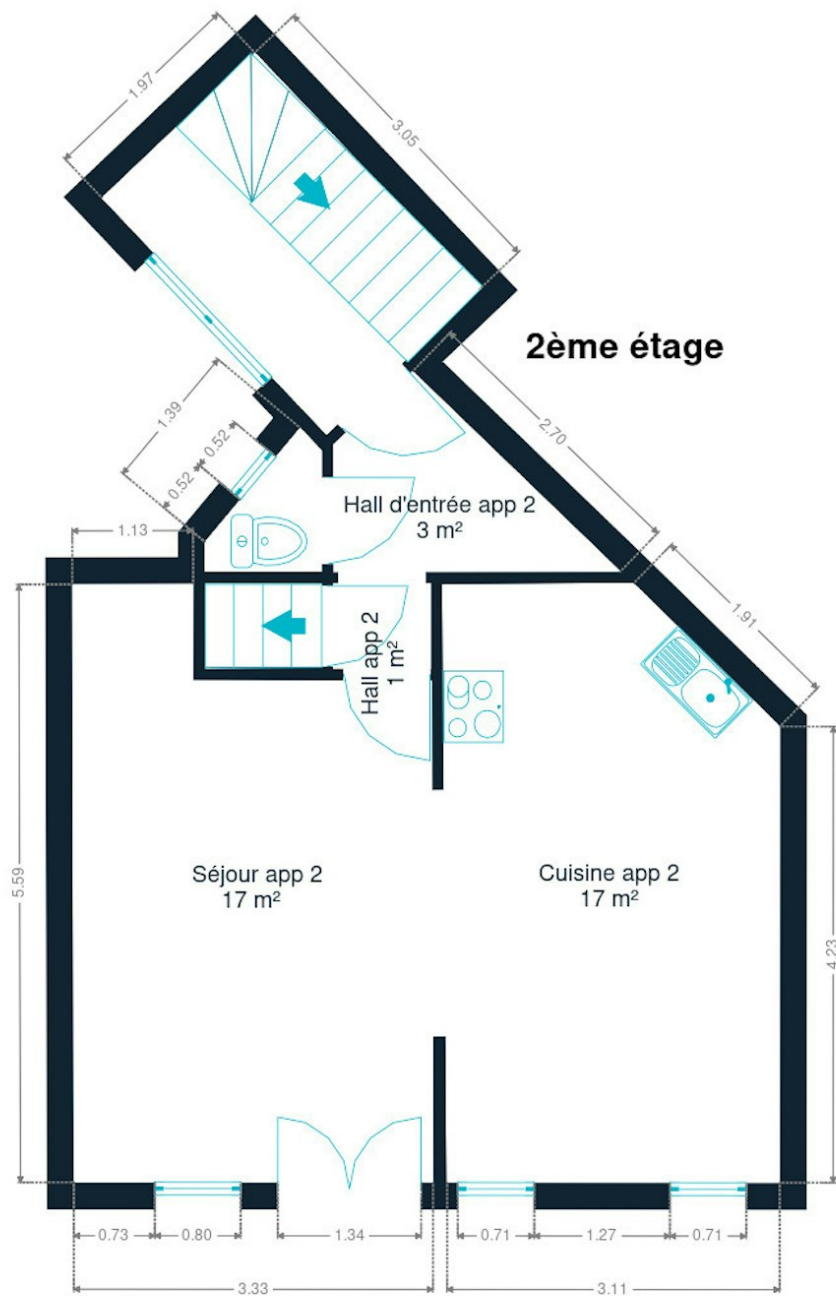 1.97
3.05
2ème étage
1.39
0.52
0.52
2.70
Hall d'entrée app 2
3 m²
1.13
1.91
Hall app 2
1 m²
5.59
Séjour app 2
17 m²
Cuisine app 2
17 m²
4.23
0.73
0.80
1.34
0.71
1.27
0.71
3.33
3.11